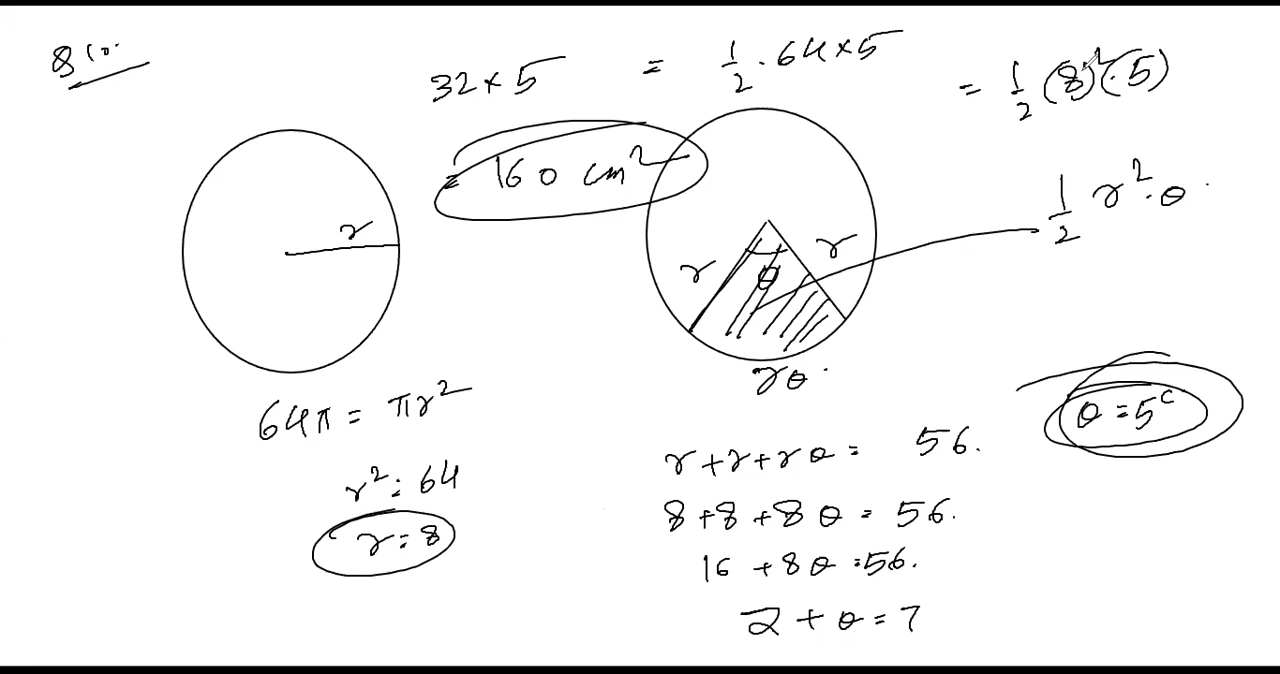 32 × 5 = 1/2 · 64 × 5 = 1/2 (8)² (· 5)
= 160 cm²
r
r
θ
r
1/2 r² · θ
rθ
64π = πr²
r² = 64
r = 8
r + r + rθ = 56.
θ = 5ᶜ
8 + 8 + 8θ = 56.
16 + 8θ = 56.
2 + θ = 7